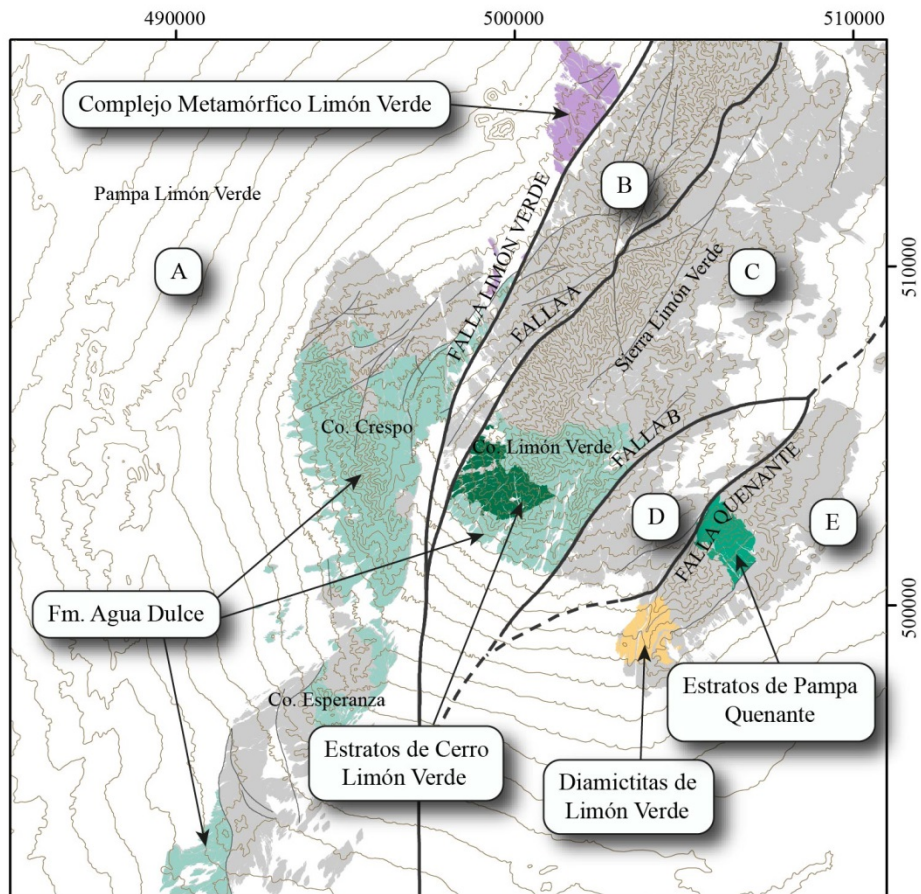 490000
500000
510000
Complejo Metamórfico Limón Verde
Pampa Limón Verde
B
A
C
510000
FALLA LIMÓN VERDE
FALLA A
Sierra Limón Verde
Co. Crespo
Co. Limón Verde
FALLA B
FALLA QUENANTE
D
E
Fm. Agua Dulce
500000
Co. Esperanza
Estratos de Pampa
Quenante
Estratos de Cerro
Limón Verde
Diamictitas de
Limón Verde